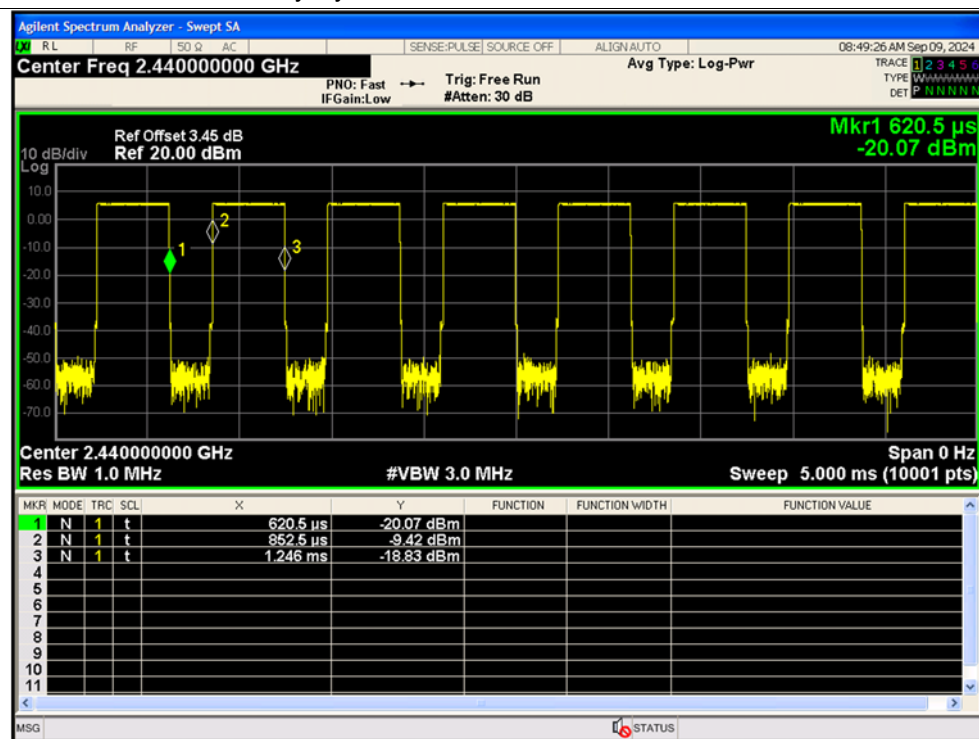 Agilent Spectrum Analyzer - Swept SA
LXI RL RF 50 Ω AC SENSE:PULSE SOURCE OFF ALIGN AUTO 08:49:26 AM Sep 09, 2024
Center Freq 2.440000000 GHz Avg Type: Log-Pwr TRACE 1 2 3 4 5 6
PNO: Fast Trig: Free Run TYPE WWWWWW
IFGain:Low #Atten: 30 dB DET P N N N N N
Mkr1 620.5 µs
Ref Offset 3.45 dB
10 dB/div Ref 20.00 dBm -20.07 dBm
Log
10.0
0.00
-10.0
-20.0
-30.0
-40.0
-50.0
-60.0
-70.0
1
2
3
Center 2.440000000 GHz Span 0 Hz
Res BW 1.0 MHz #VBW 3.0 MHz Sweep 5.000 ms (10001 pts)
MKR MODE TRC SCL X Y FUNCTION FUNCTION WIDTH FUNCTION VALUE
1 N 1 t 620.5 µs -20.07 dBm
2 N 1 t 852.5 µs -9.42 dBm
3 N 1 t 1.246 ms -18.83 dBm
4
5
6
7
8
9
10
11
MSG STATUS